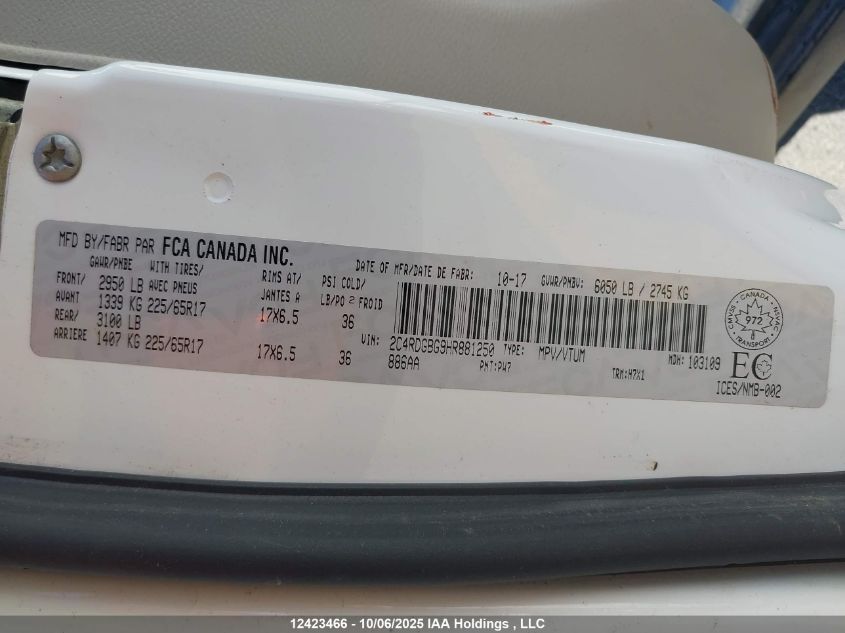 MFD BY/FABR PAR FCA CANADA INC.
DATE OF MFR/DATE DE FABR: 10-17 GVWR/PNBV: 6050 LB / 2745 KG
GAWR/PNBE WITH TIRES/ RIMS AT/ PSI COLD/
FRONT/ 2950 LB AVEC PNEUS JANTES A LB/PO 2 FROID
AVANT 1339 KG 225/65R17 17X6.5 36
REAR/ 3100 LB
ARRIERE 1407 KG 225/65R17 17X6.5 36
VIN: 2C4RDGBG9HR881250 TYPE: MPV/VTUM MDH: 103109
886AA PNT:PW7 TRM:H7X1
CANADA
CMVSS NSVAC
972
TRANSPORT
EC
ICES/NMB-002
12423466 - 10/06/2025 IAA Holdings , LLC